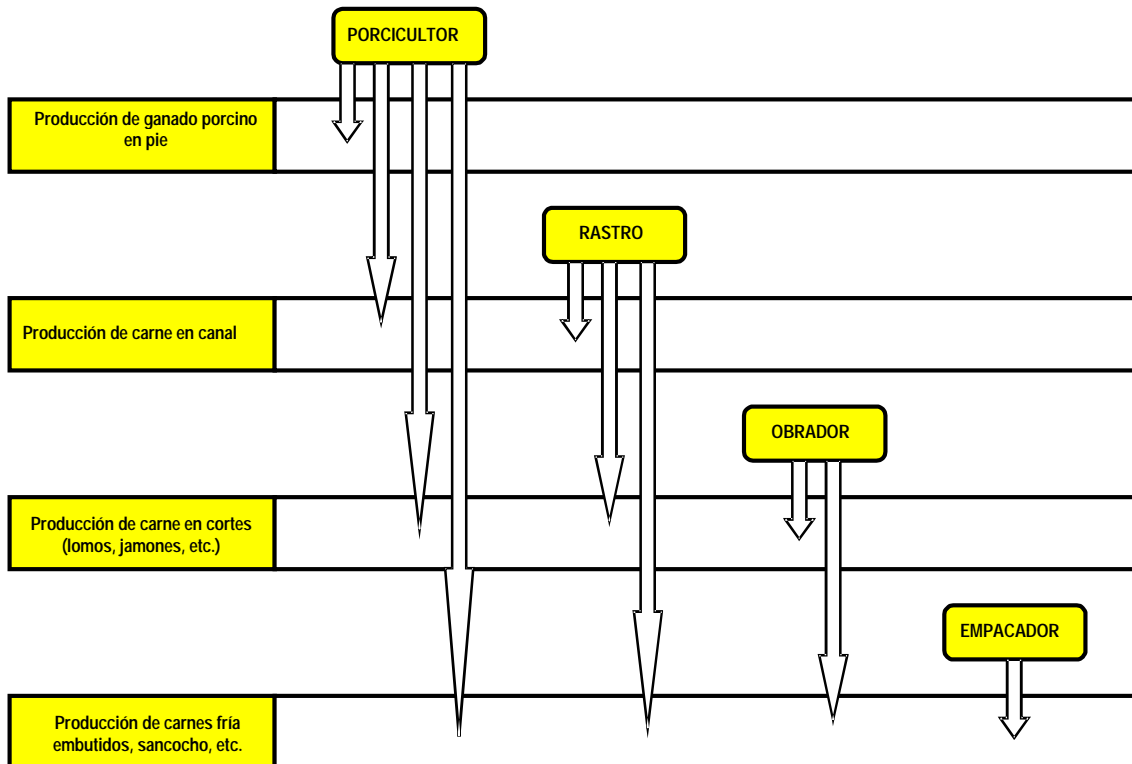 PORCICULTOR
Producción de ganado porcino
en pie
RASTRO
Producción de carne en canal
OBRADOR
Producción de carne en cortes
(lomos, jamones, etc.)
EMPACADOR
Producción de carnes fría
embutidos, sancocho, etc.